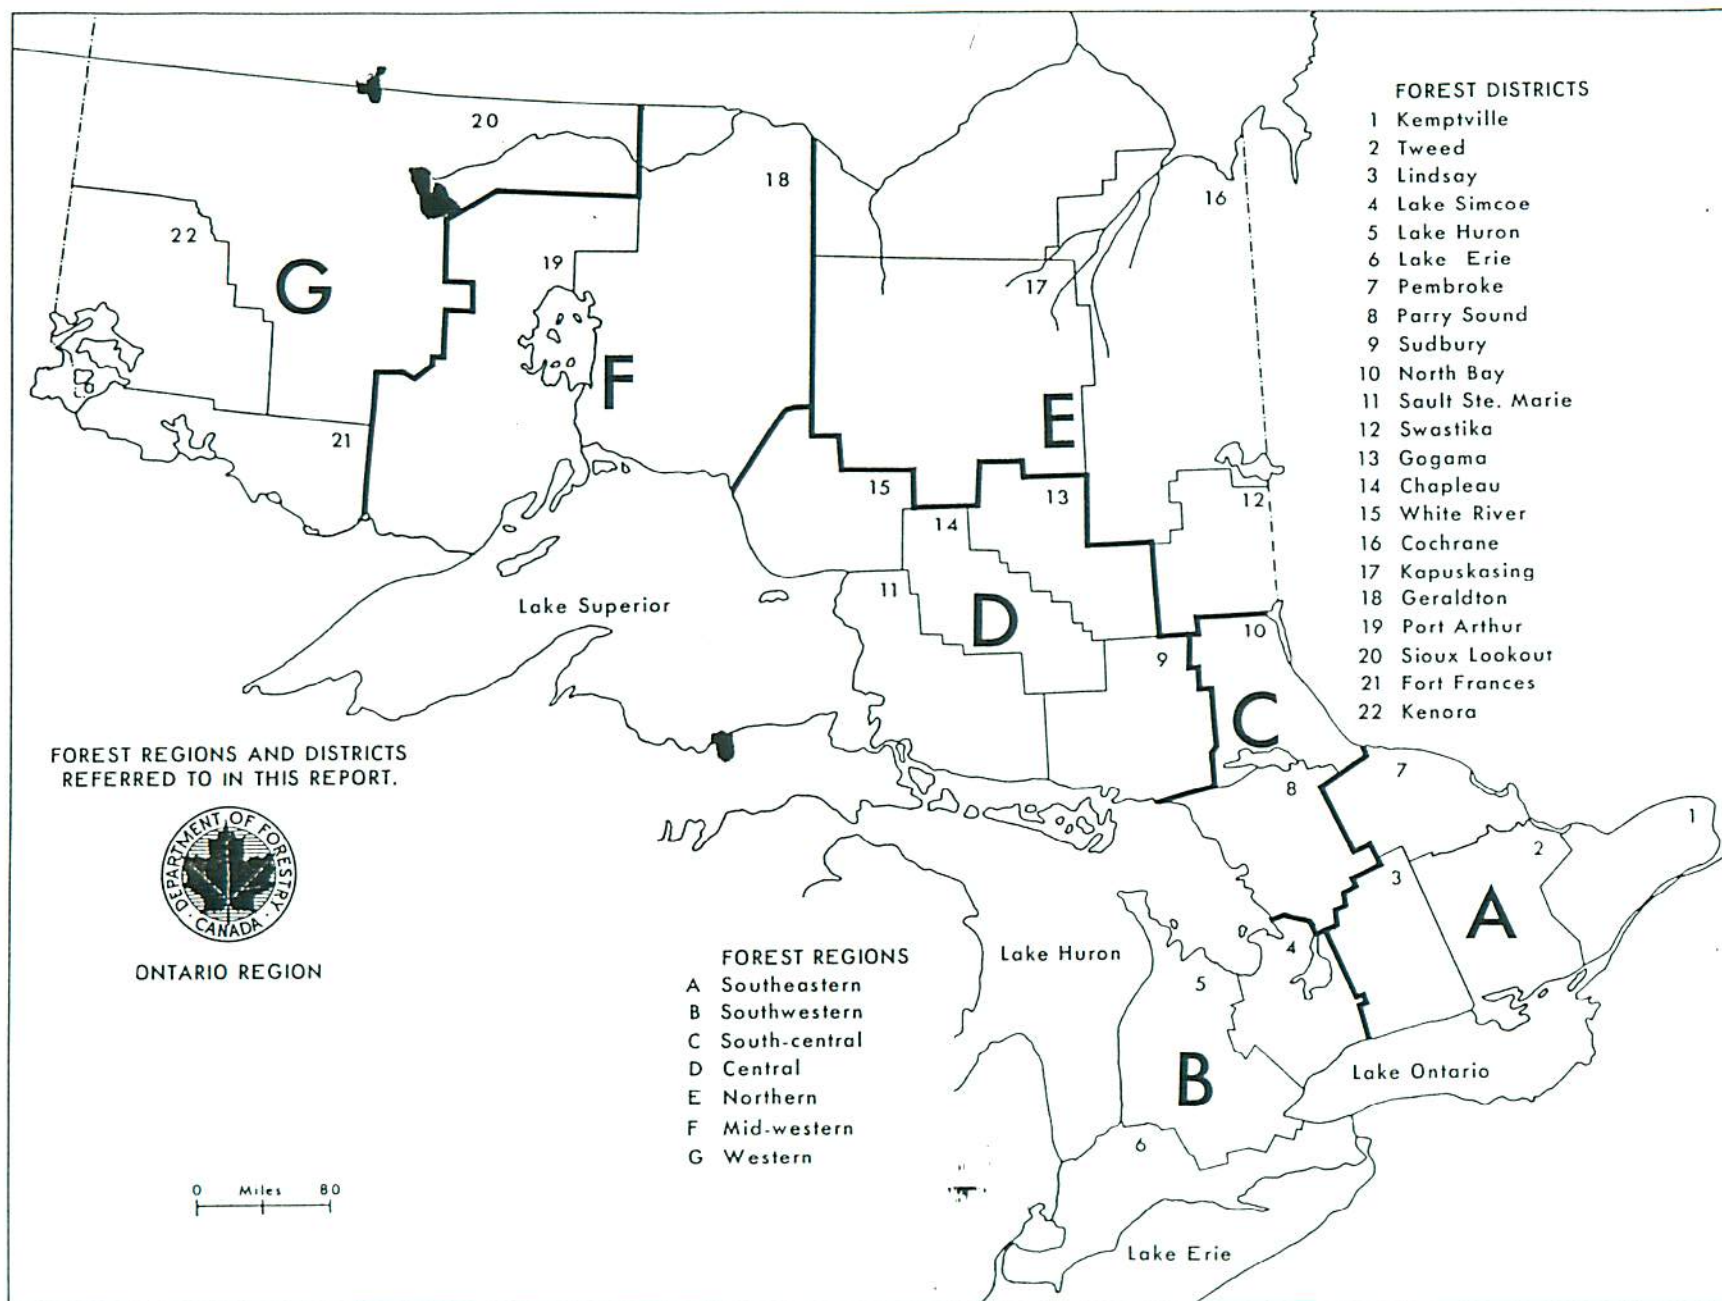 FOREST DISTRICTS
1 Kemptville
2 Tweed
3 Lindsay
4 Lake Simcoe
5 Lake Huron
6 Lake Erie
7 Pembroke
8 Parry Sound
9 Sudbury
10 North Bay
11 Sault Ste. Marie
12 Swastika
13 Gogama
14 Chapleau
15 White River
16 Cochrane
17 Kapuskasing
18 Geraldton
19 Port Arthur
20 Sioux Lookout
21 Fort Frances
22 Kenora
20
18
16
22
19
17
G
F
E
21
15
13
12
14
11
Lake Superior
D
10
9
C
7
8
1
2
3
A
4
5
Lake Huron
B
Lake Ontario
6
Lake Erie
FOREST REGIONS AND DISTRICTS
REFERRED TO IN THIS REPORT.
DEPARTMENT OF FORESTRY
· CANADA ·
ONTARIO REGION
FOREST REGIONS
A Southeastern
B Southwestern
C South-central
D Central
E Northern
F Mid-western
G Western
0 Miles 80